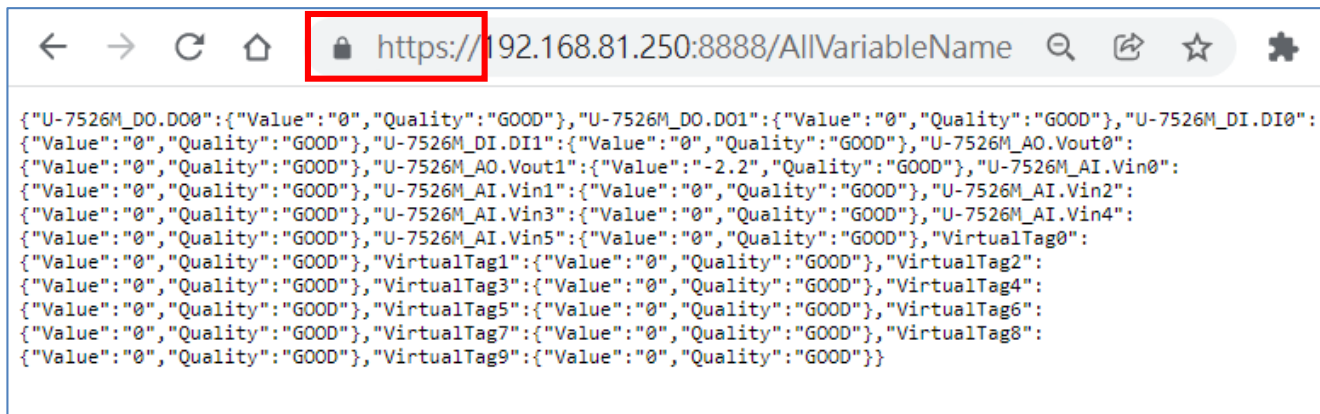 https://192.168.81.250:8888/AllVariableName
{"U-7526M_DO.DO0":{"Value":"0","Quality":"GOOD"},"U-7526M_DO.DO1":{"Value":"0","Quality":"GOOD"},"U-7526M_DI.DI0":
{"Value":"0","Quality":"GOOD"},"U-7526M_DI.DI1":{"Value":"0","Quality":"GOOD"},"U-7526M_AO.Vout0":
{"Value":"0","Quality":"GOOD"},"U-7526M_AO.Vout1":{"Value":"-2.2","Quality":"GOOD"},"U-7526M_AI.Vin0":
{"Value":"0","Quality":"GOOD"},"U-7526M_AI.Vin1":{"Value":"0","Quality":"GOOD"},"U-7526M_AI.Vin2":
{"Value":"0","Quality":"GOOD"},"U-7526M_AI.Vin3":{"Value":"0","Quality":"GOOD"},"U-7526M_AI.Vin4":
{"Value":"0","Quality":"GOOD"},"U-7526M_AI.Vin5":{"Value":"0","Quality":"GOOD"},"VirtualTag0":
{"Value":"0","Quality":"GOOD"},"VirtualTag1":{"Value":"0","Quality":"GOOD"},"VirtualTag2":
{"Value":"0","Quality":"GOOD"},"VirtualTag3":{"Value":"0","Quality":"GOOD"},"VirtualTag4":
{"Value":"0","Quality":"GOOD"},"VirtualTag5":{"Value":"0","Quality":"GOOD"},"VirtualTag6":
{"Value":"0","Quality":"GOOD"},"VirtualTag7":{"Value":"0","Quality":"GOOD"},"VirtualTag8":
{"Value":"0","Quality":"GOOD"},"VirtualTag9":{"Value":"0","Quality":"GOOD"}}